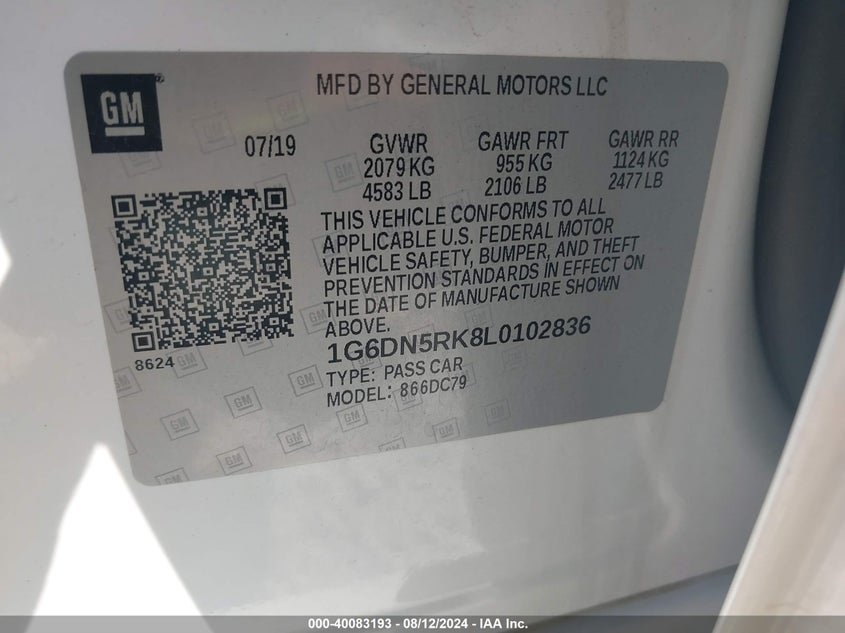 GM
MFD BY GENERAL MOTORS LLC
07/19 GVWR GAWR FRT GAWR RR
2079 KG 955 KG 1124 KG
4583 LB 2106 LB 2477 LB
THIS VEHICLE CONFORMS TO ALL
APPLICABLE U.S. FEDERAL MOTOR
VEHICLE SAFETY, BUMPER, AND THEFT
PREVENTION STANDARDS IN EFFECT ON
THE DATE OF MANUFACTURE SHOWN
ABOVE.
8624
1G6DN5RK8L0102836
TYPE: PASS CAR
MODEL: 866DC79
000-40083193 - 08/12/2024 - IAA Inc.